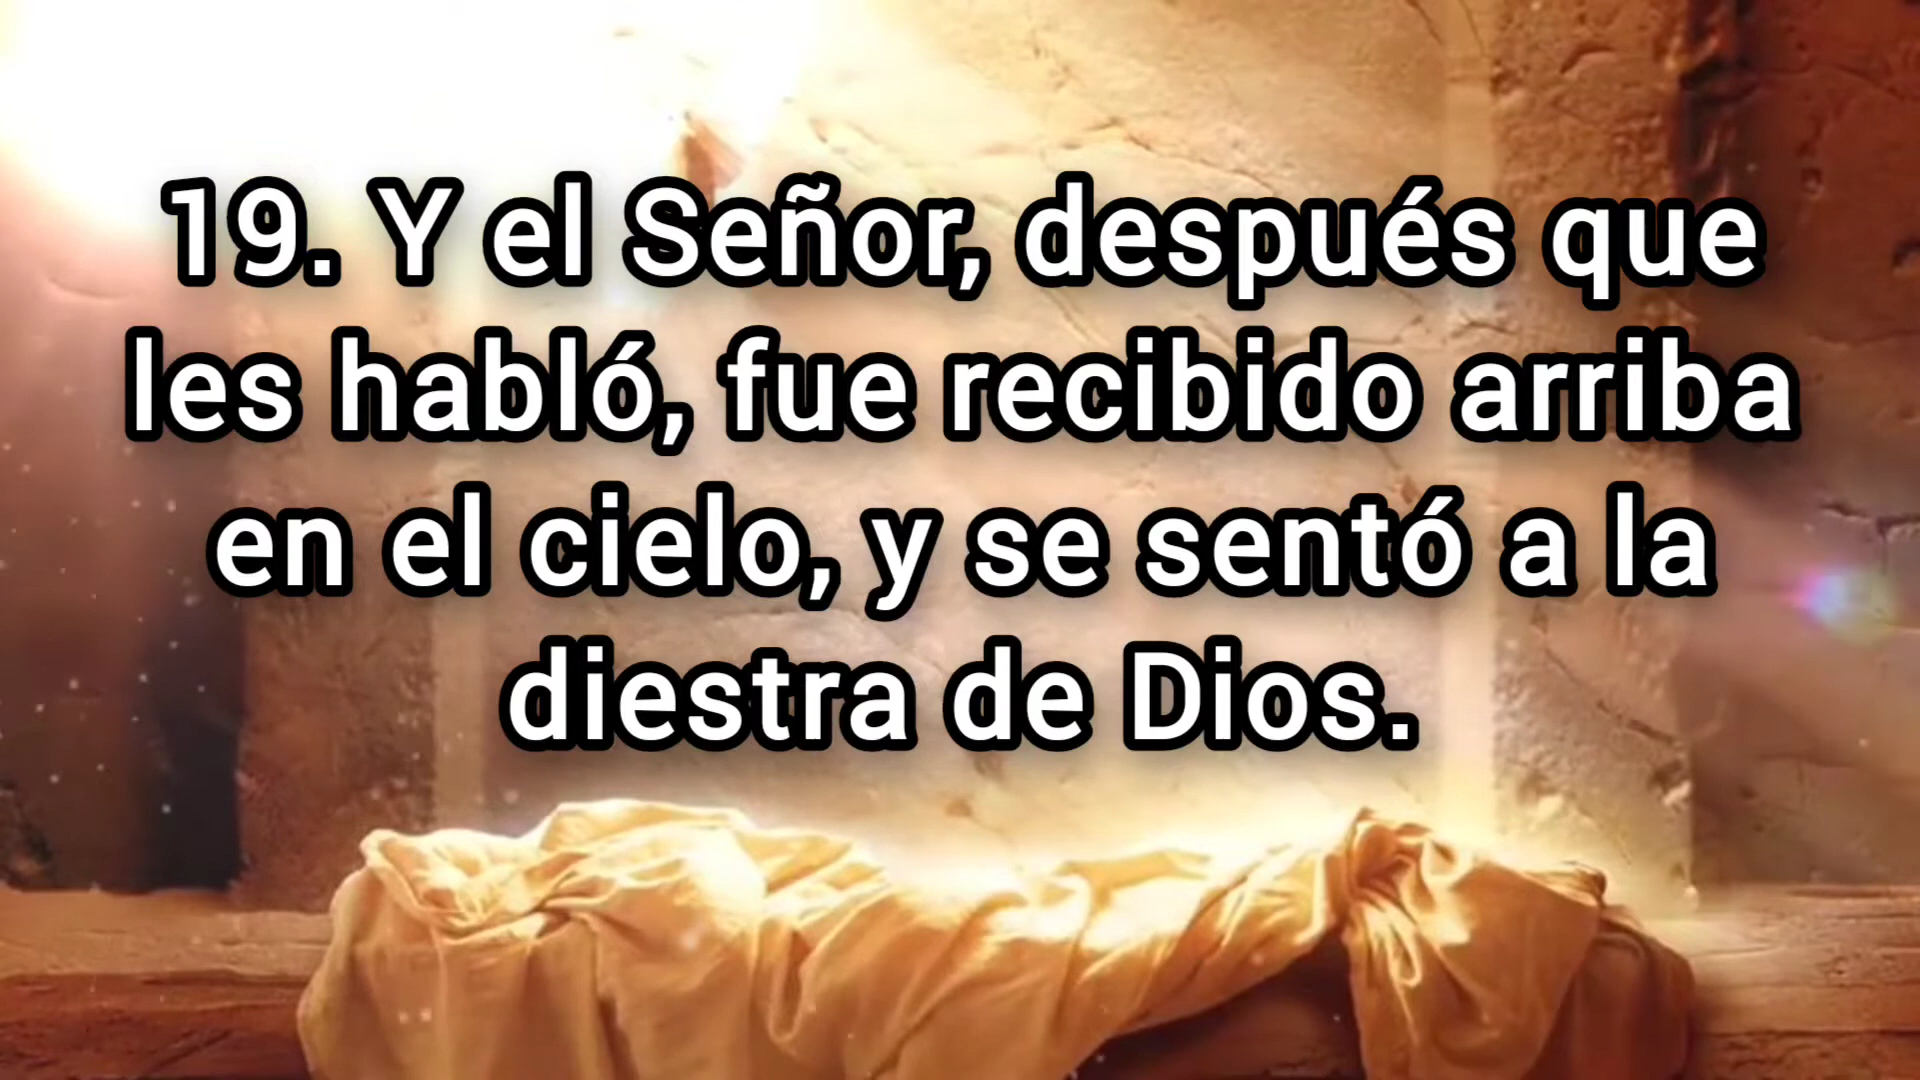 19. Y el Señor, después que
les habló, fue recibido arriba
en el cielo, y se sentó a la
diestra de Dios.